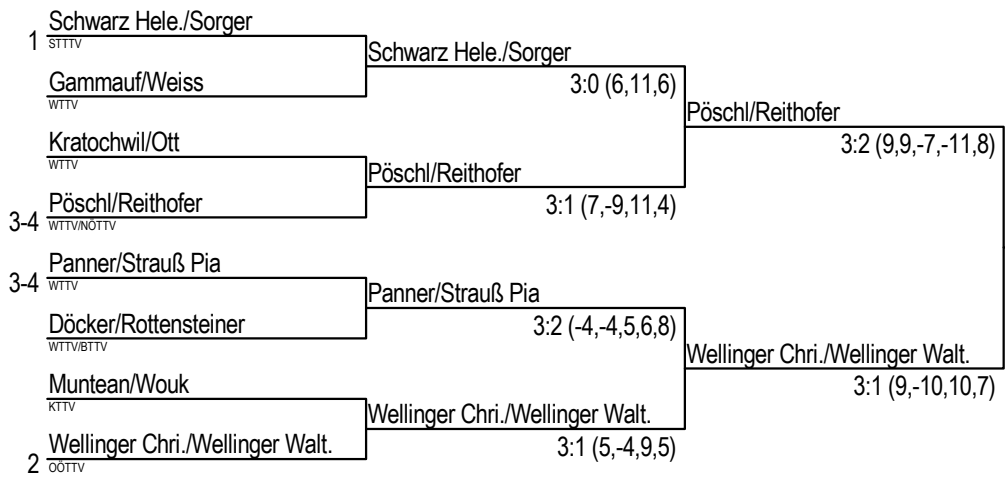 1 Schwarz Hele./Sorger
STTTV
Gammauf/Weiss
WTTV
Kratochwil/Ott
WTTV
3-4 Pöschl/Reithofer
WTTV/NÖTTV
3-4 Panner/Strauß Pia
WTTV
Döcker/Rottensteiner
WTTV/BTTV
Muntean/Wouk
KTTV
2 Wellinger Chri./Wellinger Walt.
OÖTTV
Schwarz Hele./Sorger
3:0 (6,11,6)
Pöschl/Reithofer
3:1 (7,-9,11,4)
Panner/Strauß Pia
3:2 (-4,-4,5,6,8)
Wellinger Chri./Wellinger Walt.
3:1 (5,-4,9,5)
Pöschl/Reithofer
3:2 (9,9,-7,-11,8)
Wellinger Chri./Wellinger Walt.
3:1 (9,-10,10,7)